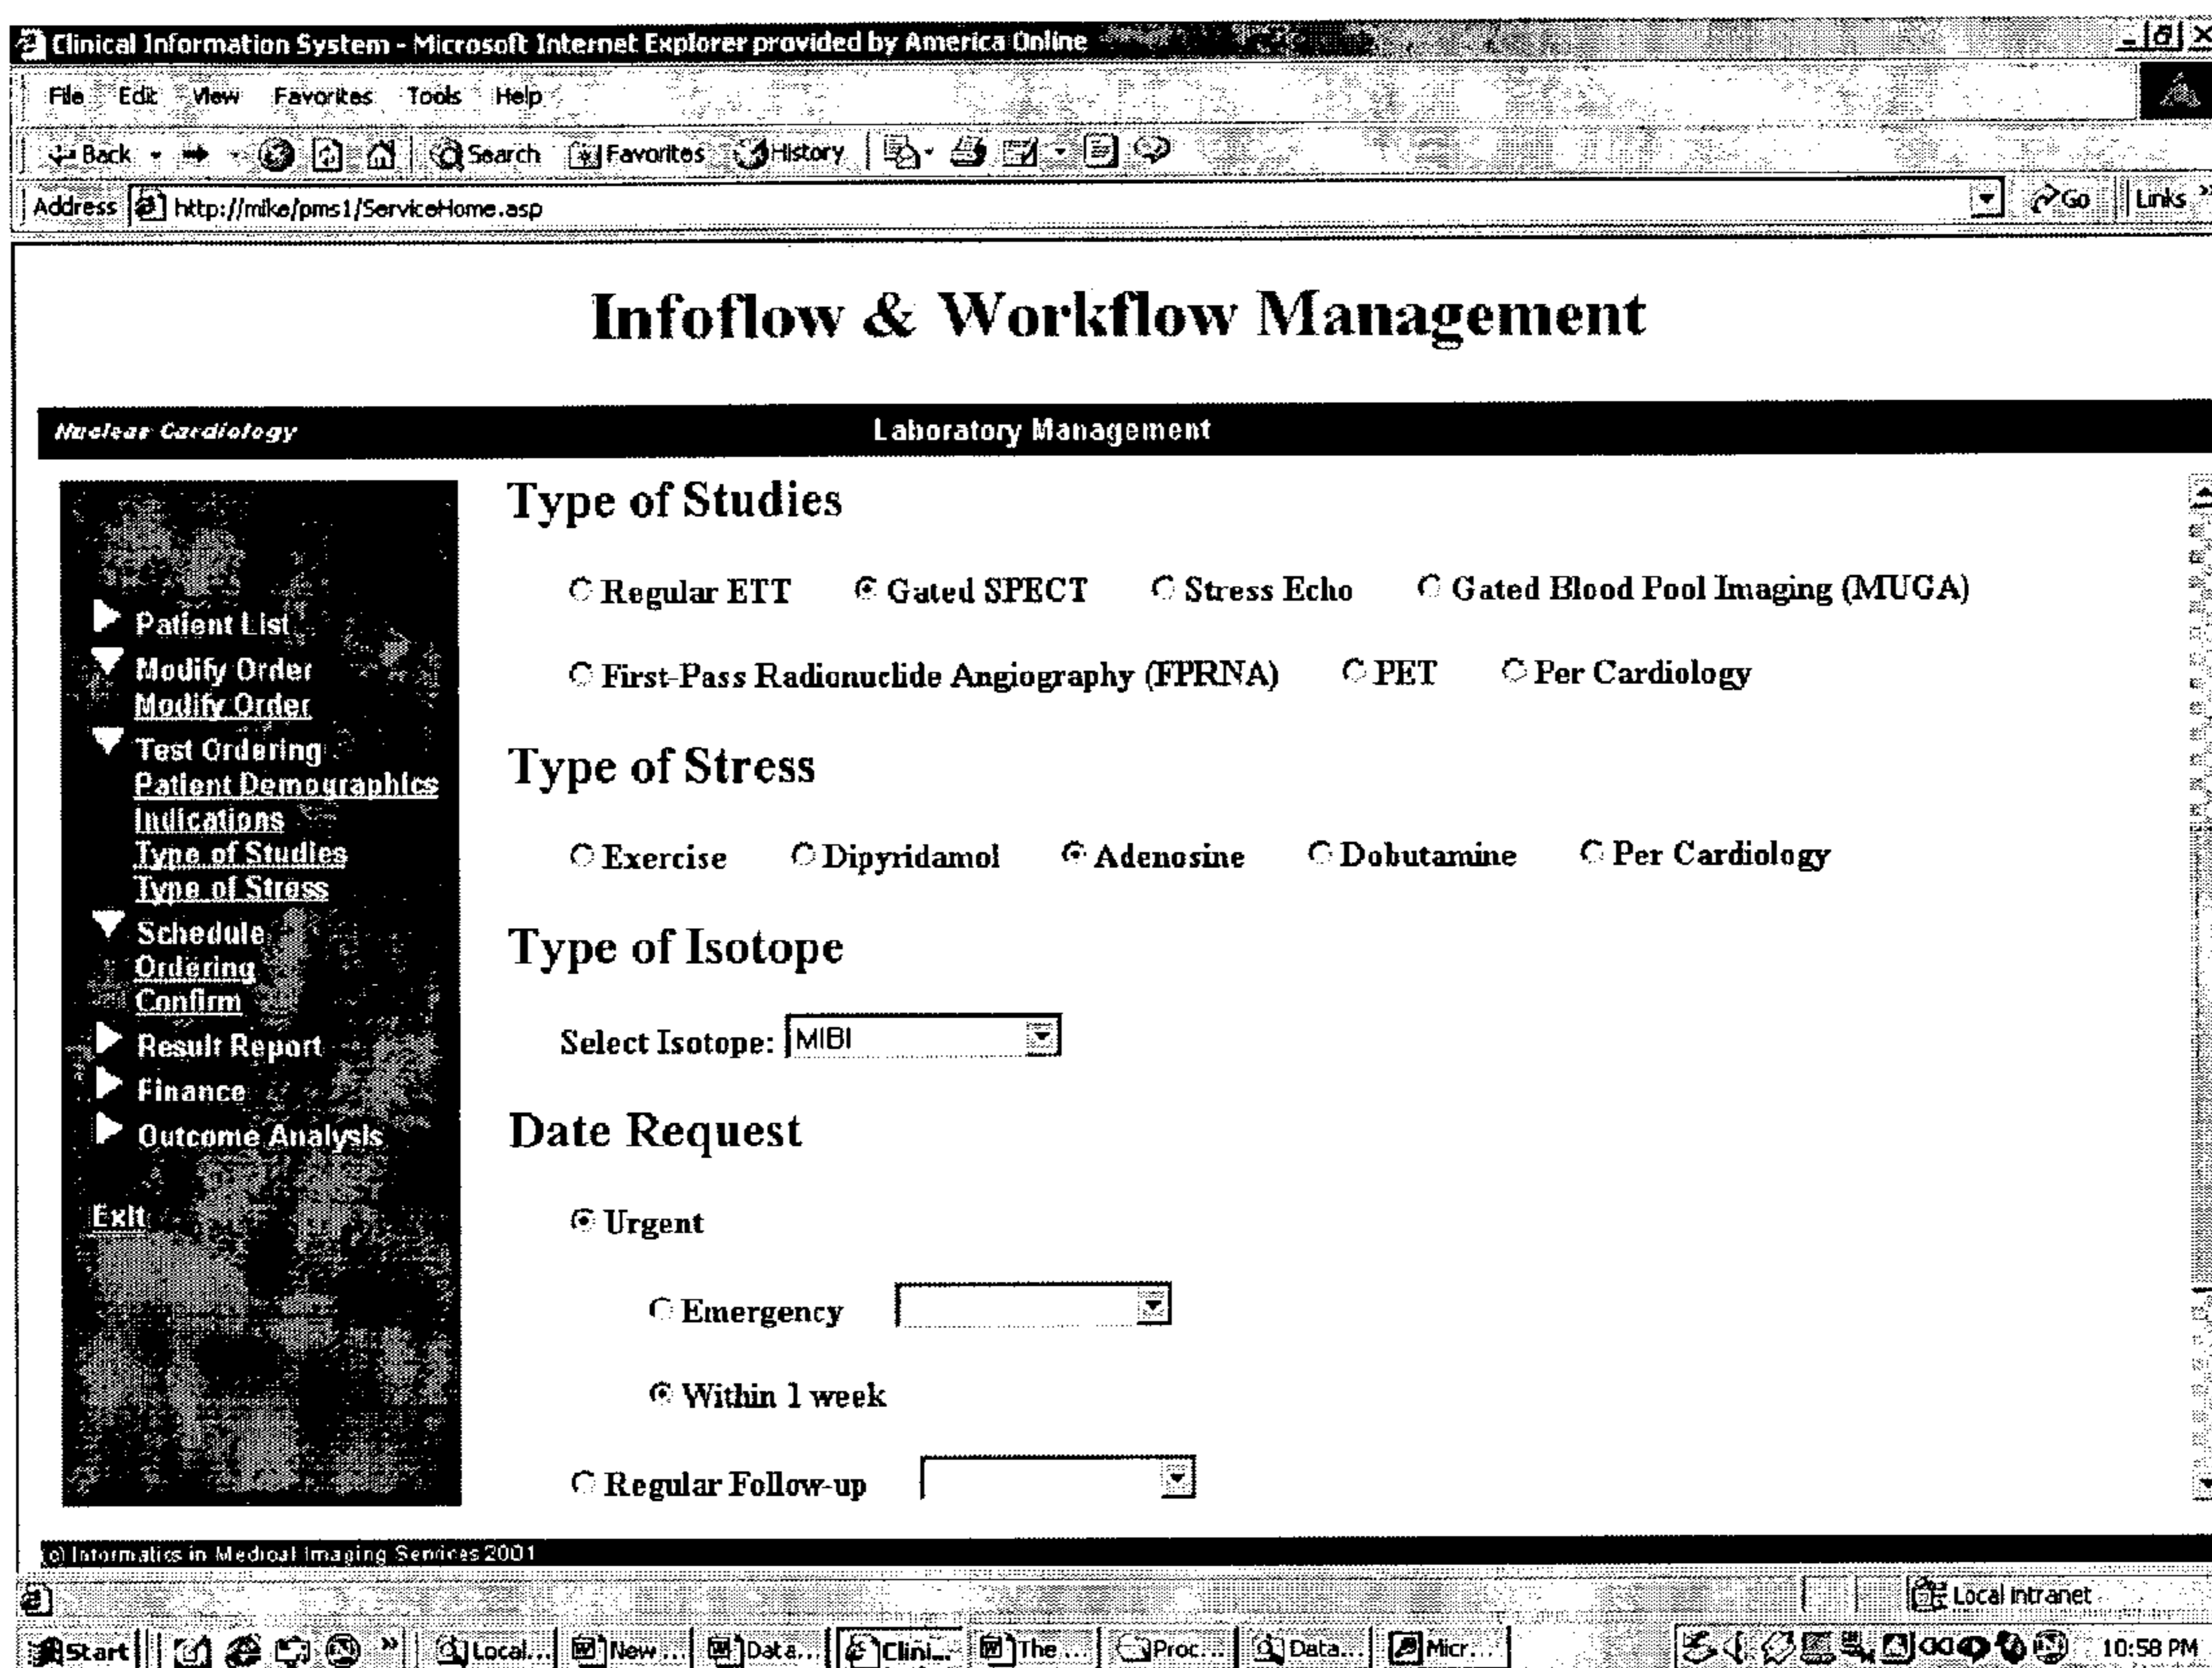 Clinical Information System - Microsoft Internet Explorer provided by America Online
File Edit View Favorites Tools Help
Back Search Favorites History
Address http://mike/pms1/ServiceHome.asp Go Links »
Infoflow & Workflow Management
Nuclear Cardiology Laboratory Management
Patient List
Modify Order
Modify Order
Test Ordering
Patient Demographics
Indications
Type of Studies
Type of Stress
Schedule
Ordering
Confirm
Result Report
Finance
Outcome Analysis
Exit
Type of Studies
Regular ETT Gated SPECT Stress Echo Gated Blood Pool Imaging (MUGA)
First-Pass Radionuclide Angiography (FPRNA) PET Per Cardiology
Type of Stress
Exercise Dipyridamol Adenosine Dobutamine Per Cardiology
Type of Isotope
Select Isotope: MIBI
Date Request
Urgent
Emergency
Within 1 week
Regular Follow-up
(c) Informatics in Medical Imaging Services 2001
Local intranet
Start » Local... New ... Data... Clini... The ... Proc... Data... Micr... 10:58 PM